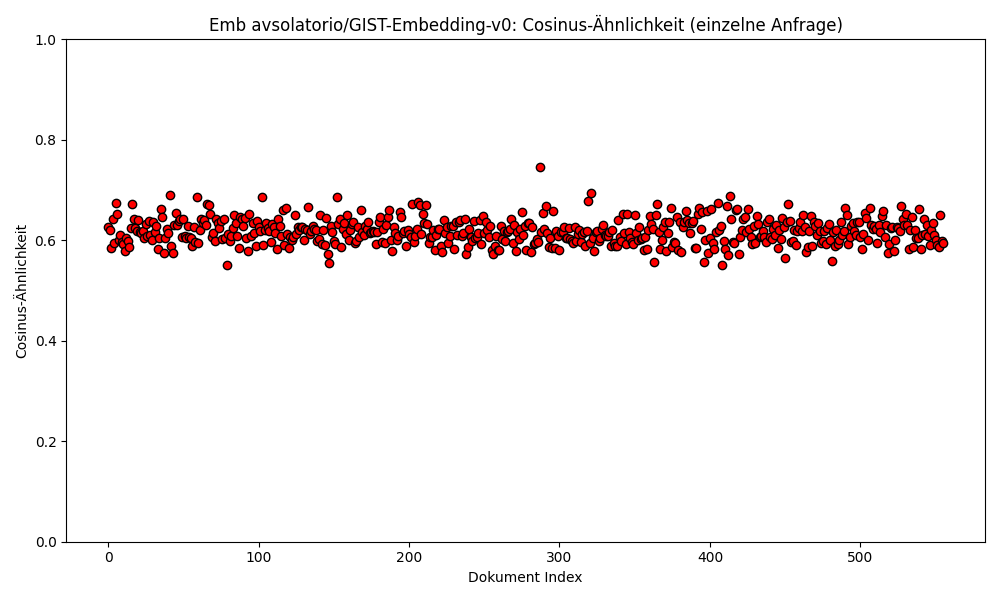 Emb avsolatorio/GIST-Embedding-v0: Cosinus-Ähnlichkeit (einzelne Anfrage)
1.0
0.8
0.6
0.4
0.2
0.0
Cosinus-Ähnlichkeit
0 100 200 300 400 500
Dokument Index